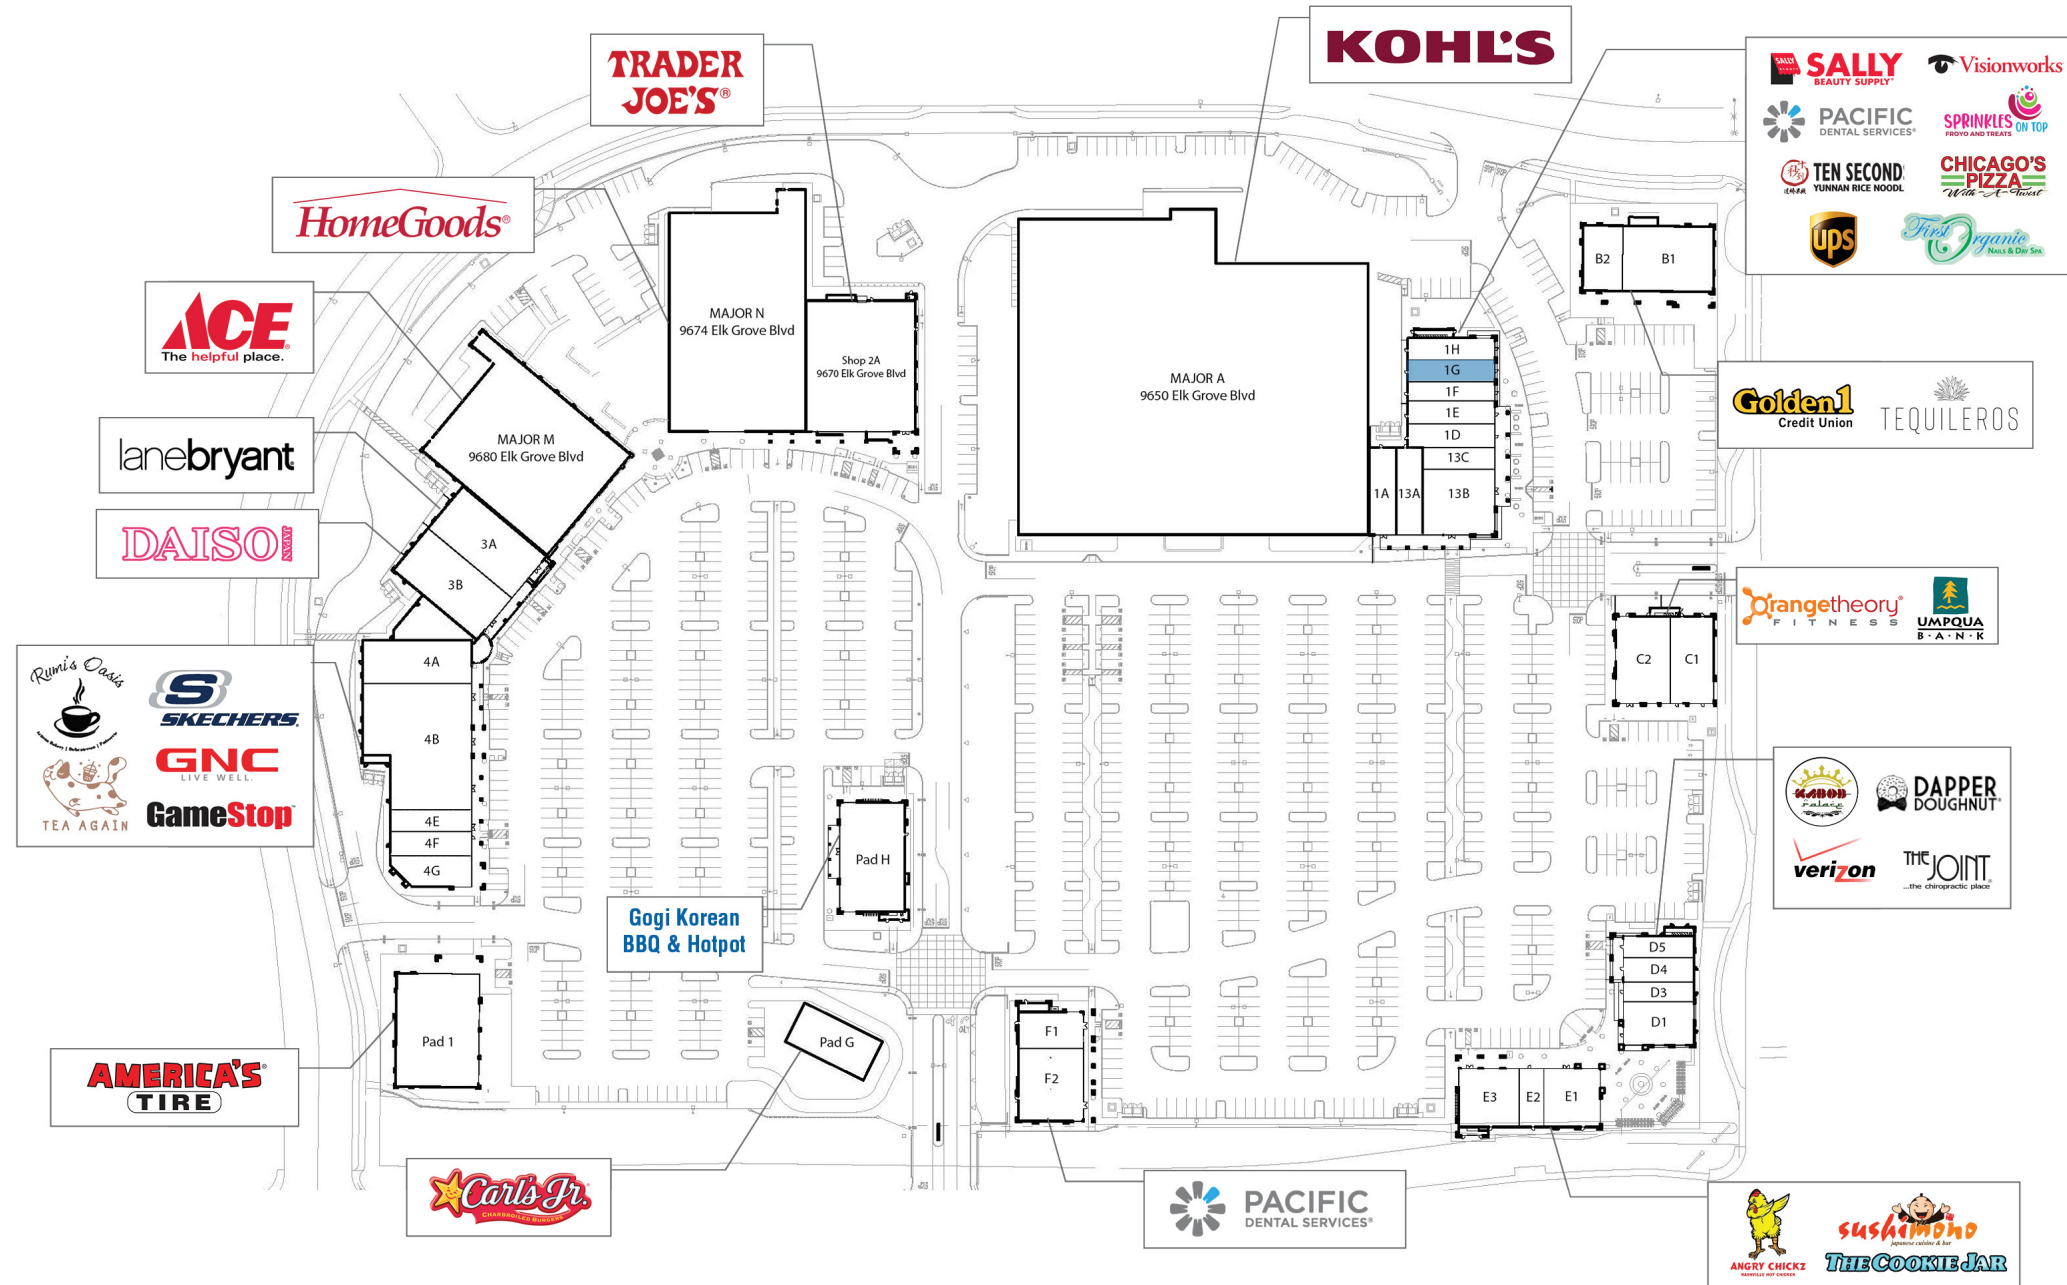 TRADER
JOE'S®
KOHL'S
SALLY
SALLY
BEAUTY SUPPLY
Visionworks
PACIFIC
DENTAL SERVICES®
SPRINKLES
ON TOP
FROYO AND TREATS
TEN SECOND
YUNNAN RICE NOODL
CHICAGO'S
PIZZA
With-A-Twist
ups
First Organic
NAILS & DAY SPA
HomeGoods®
ACE
The helpful place.
lanebryant
DAISO JAPAN
MAJOR N
9674 Elk Grove Blvd
Shop 2A
9670 Elk Grove Blvd
MAJOR M
9680 Elk Grove Blvd
MAJOR A
9650 Elk Grove Blvd
B2
B1
1H
1G
1F
1E
1D
13C
1A
13A
13B
Golden1
Credit Union
TEQUILEROS
3A
3B
Orangetheory®
FITNESS
UMPQUA
B·A·N·K
C2
C1
Rumi's Oasis
SKECHERS
GNC
LIVE WELL.
TEA AGAIN
GameStop
4A
4B
4E
4F
4G
Pad H
Gogi Korean
BBQ & Hotpot
KABOB
Palace
DAPPER
DOUGHNUT
verizon
THE JOINT
...the chiropractic place
D5
D4
D3
D1
Pad 1
Pad G
F1
F2
E3
E2
E1
AMERICA'S
TIRE
Carl's Jr.
CHARBROILED BURGERS
PACIFIC
DENTAL SERVICES®
ANGRY CHICKZ
NASHVILLE HOT CHICKEN
sushimono
japanese cuisine & bar
THE COOKIE JAR